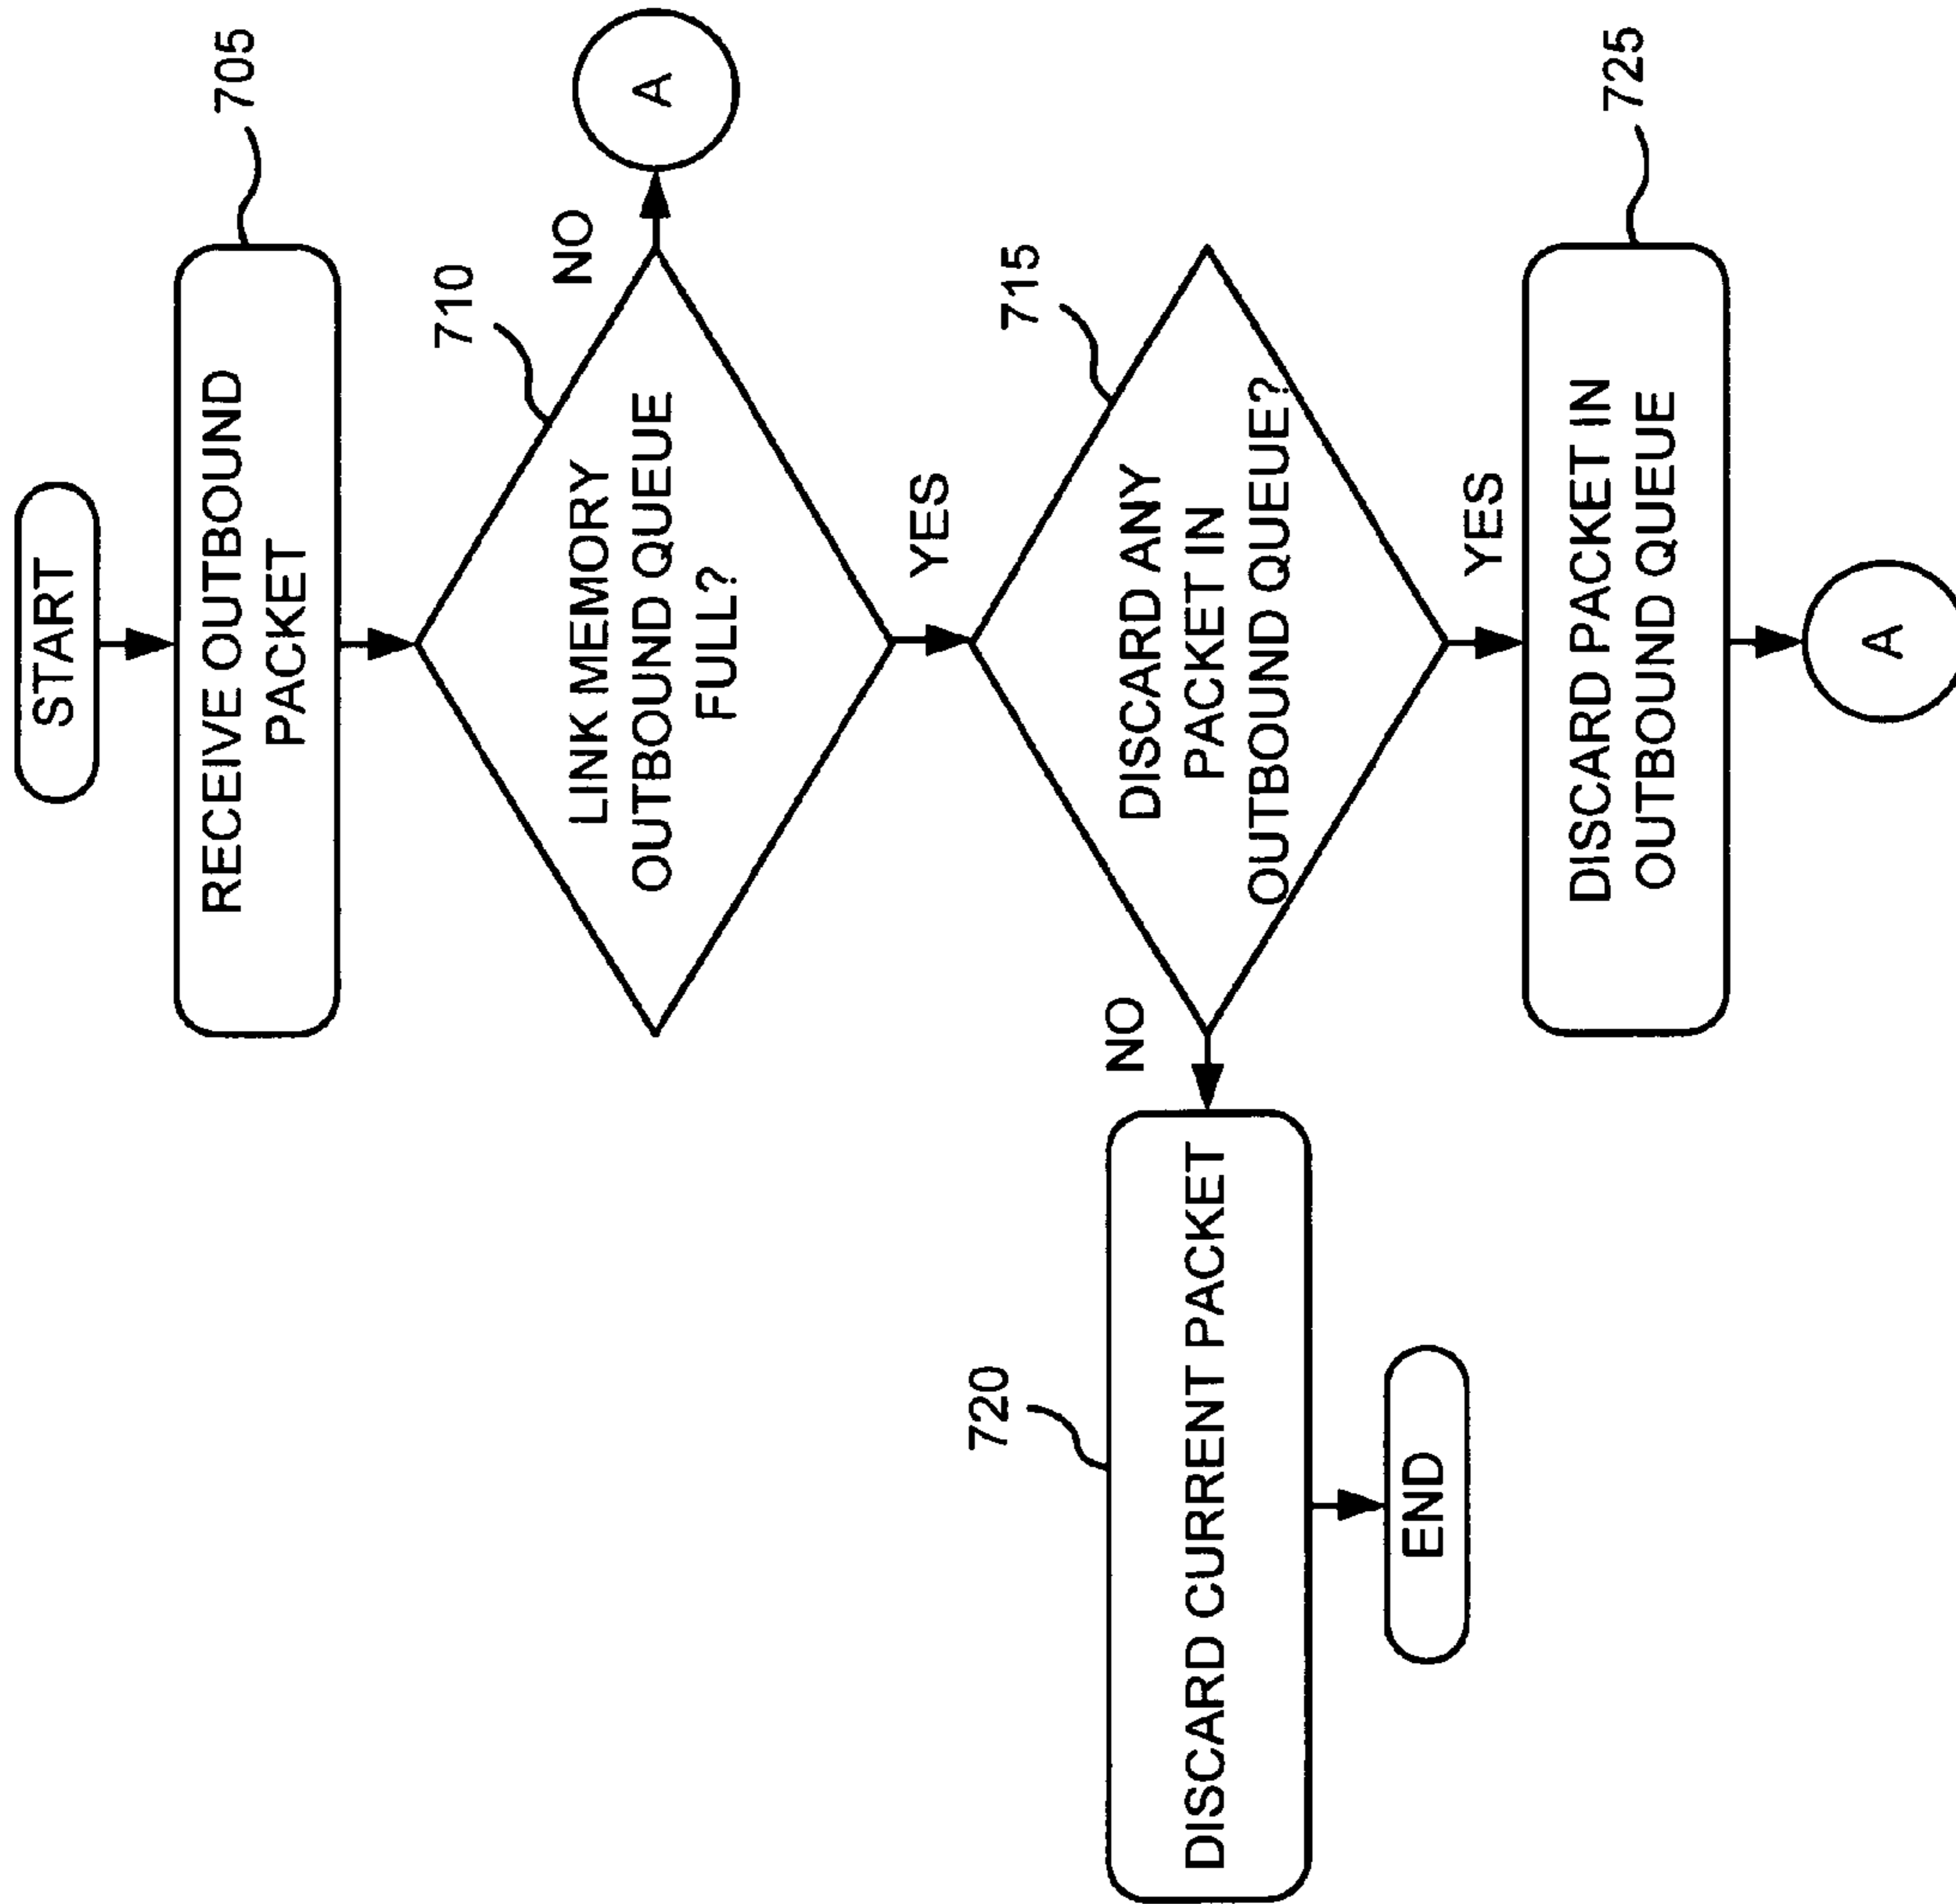 START
RECEIVE OUTBOUND
PACKET
705
LINK MEMORY
OUTBOUND QUEUE
FULL?
710
NO
A
YES
DISCARD ANY
PACKET IN
OUTBOUND QUEUE?
715
NO
DISCARD CURRENT PACKET
720
END
YES
DISCARD PACKET IN
OUTBOUND QUEUE
725
A